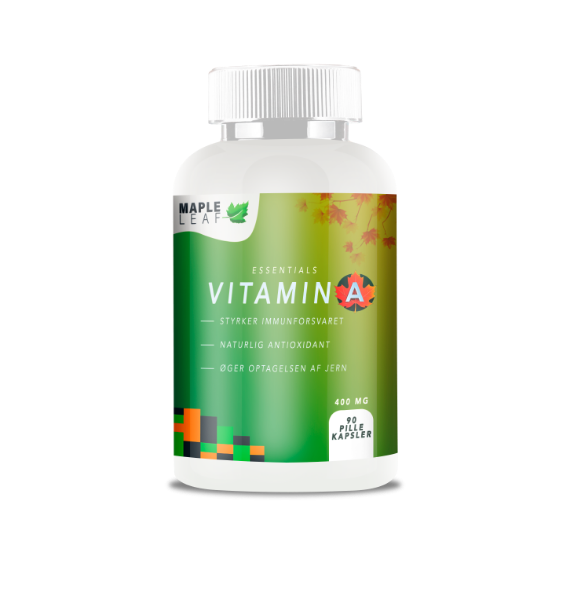 MAPLE
LEAF
ESSENTIALS
VITAMIN A
STYRKER IMMUNFORSVARET
NATURLIG ANTIOXIDANT
ØGER OPTAGELSEN AF JERN
400 MG
90
PILLE
KAPSLER